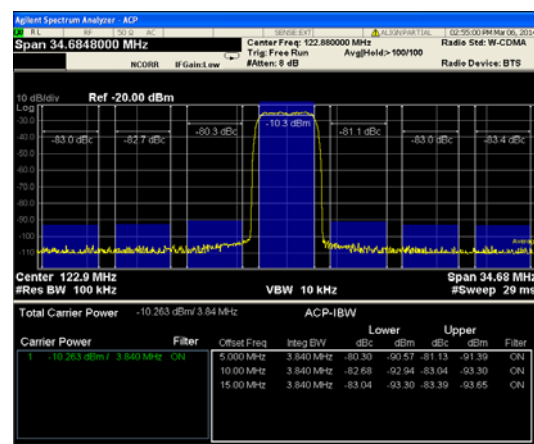 Agilent Spectrum Analyzer - ACP
RL RF 50 Ω AC SENSE:EXT ALIGN PARTIAL 02:55:00 PM Mar 06, 2014
Span 34.6848000 MHz
Center Freq: 122.880000 MHz
Radio Std: W-CDMA
Trig: Free Run Avg|Hold:> 100/100
NCORR IFGain:Low #Atten: 8 dB Radio Device: BTS
10 dB/div Ref -20.00 dBm
Log
-30.0
-10.3 dBm
-40.0
-83.0 dBc -82.7 dBc -80.3 dBc -81.1 dBc -83.0 dBc -83.4 dBc
-50.0
-60.0
-70.0
-80.0
-90.0
-100
-110
Average
Center 122.9 MHz Span 34.68 MHz
#Res BW 100 kHz VBW 10 kHz #Sweep 29 ms
Total Carrier Power -10.263 dBm/ 3.84 MHz ACP-IBW
Lower Upper
Carrier Power Filter Offset Freq Integ BW dBc dBm dBc dBm Filter
1 -10.263 dBm / 3.840 MHz ON 5.000 MHz 3.840 MHz -80.30 -90.57 -81.13 -91.39 ON
10.00 MHz 3.840 MHz -82.68 -92.94 -83.04 -93.30 ON
15.00 MHz 3.840 MHz -83.04 -93.30 -83.39 -93.65 ON